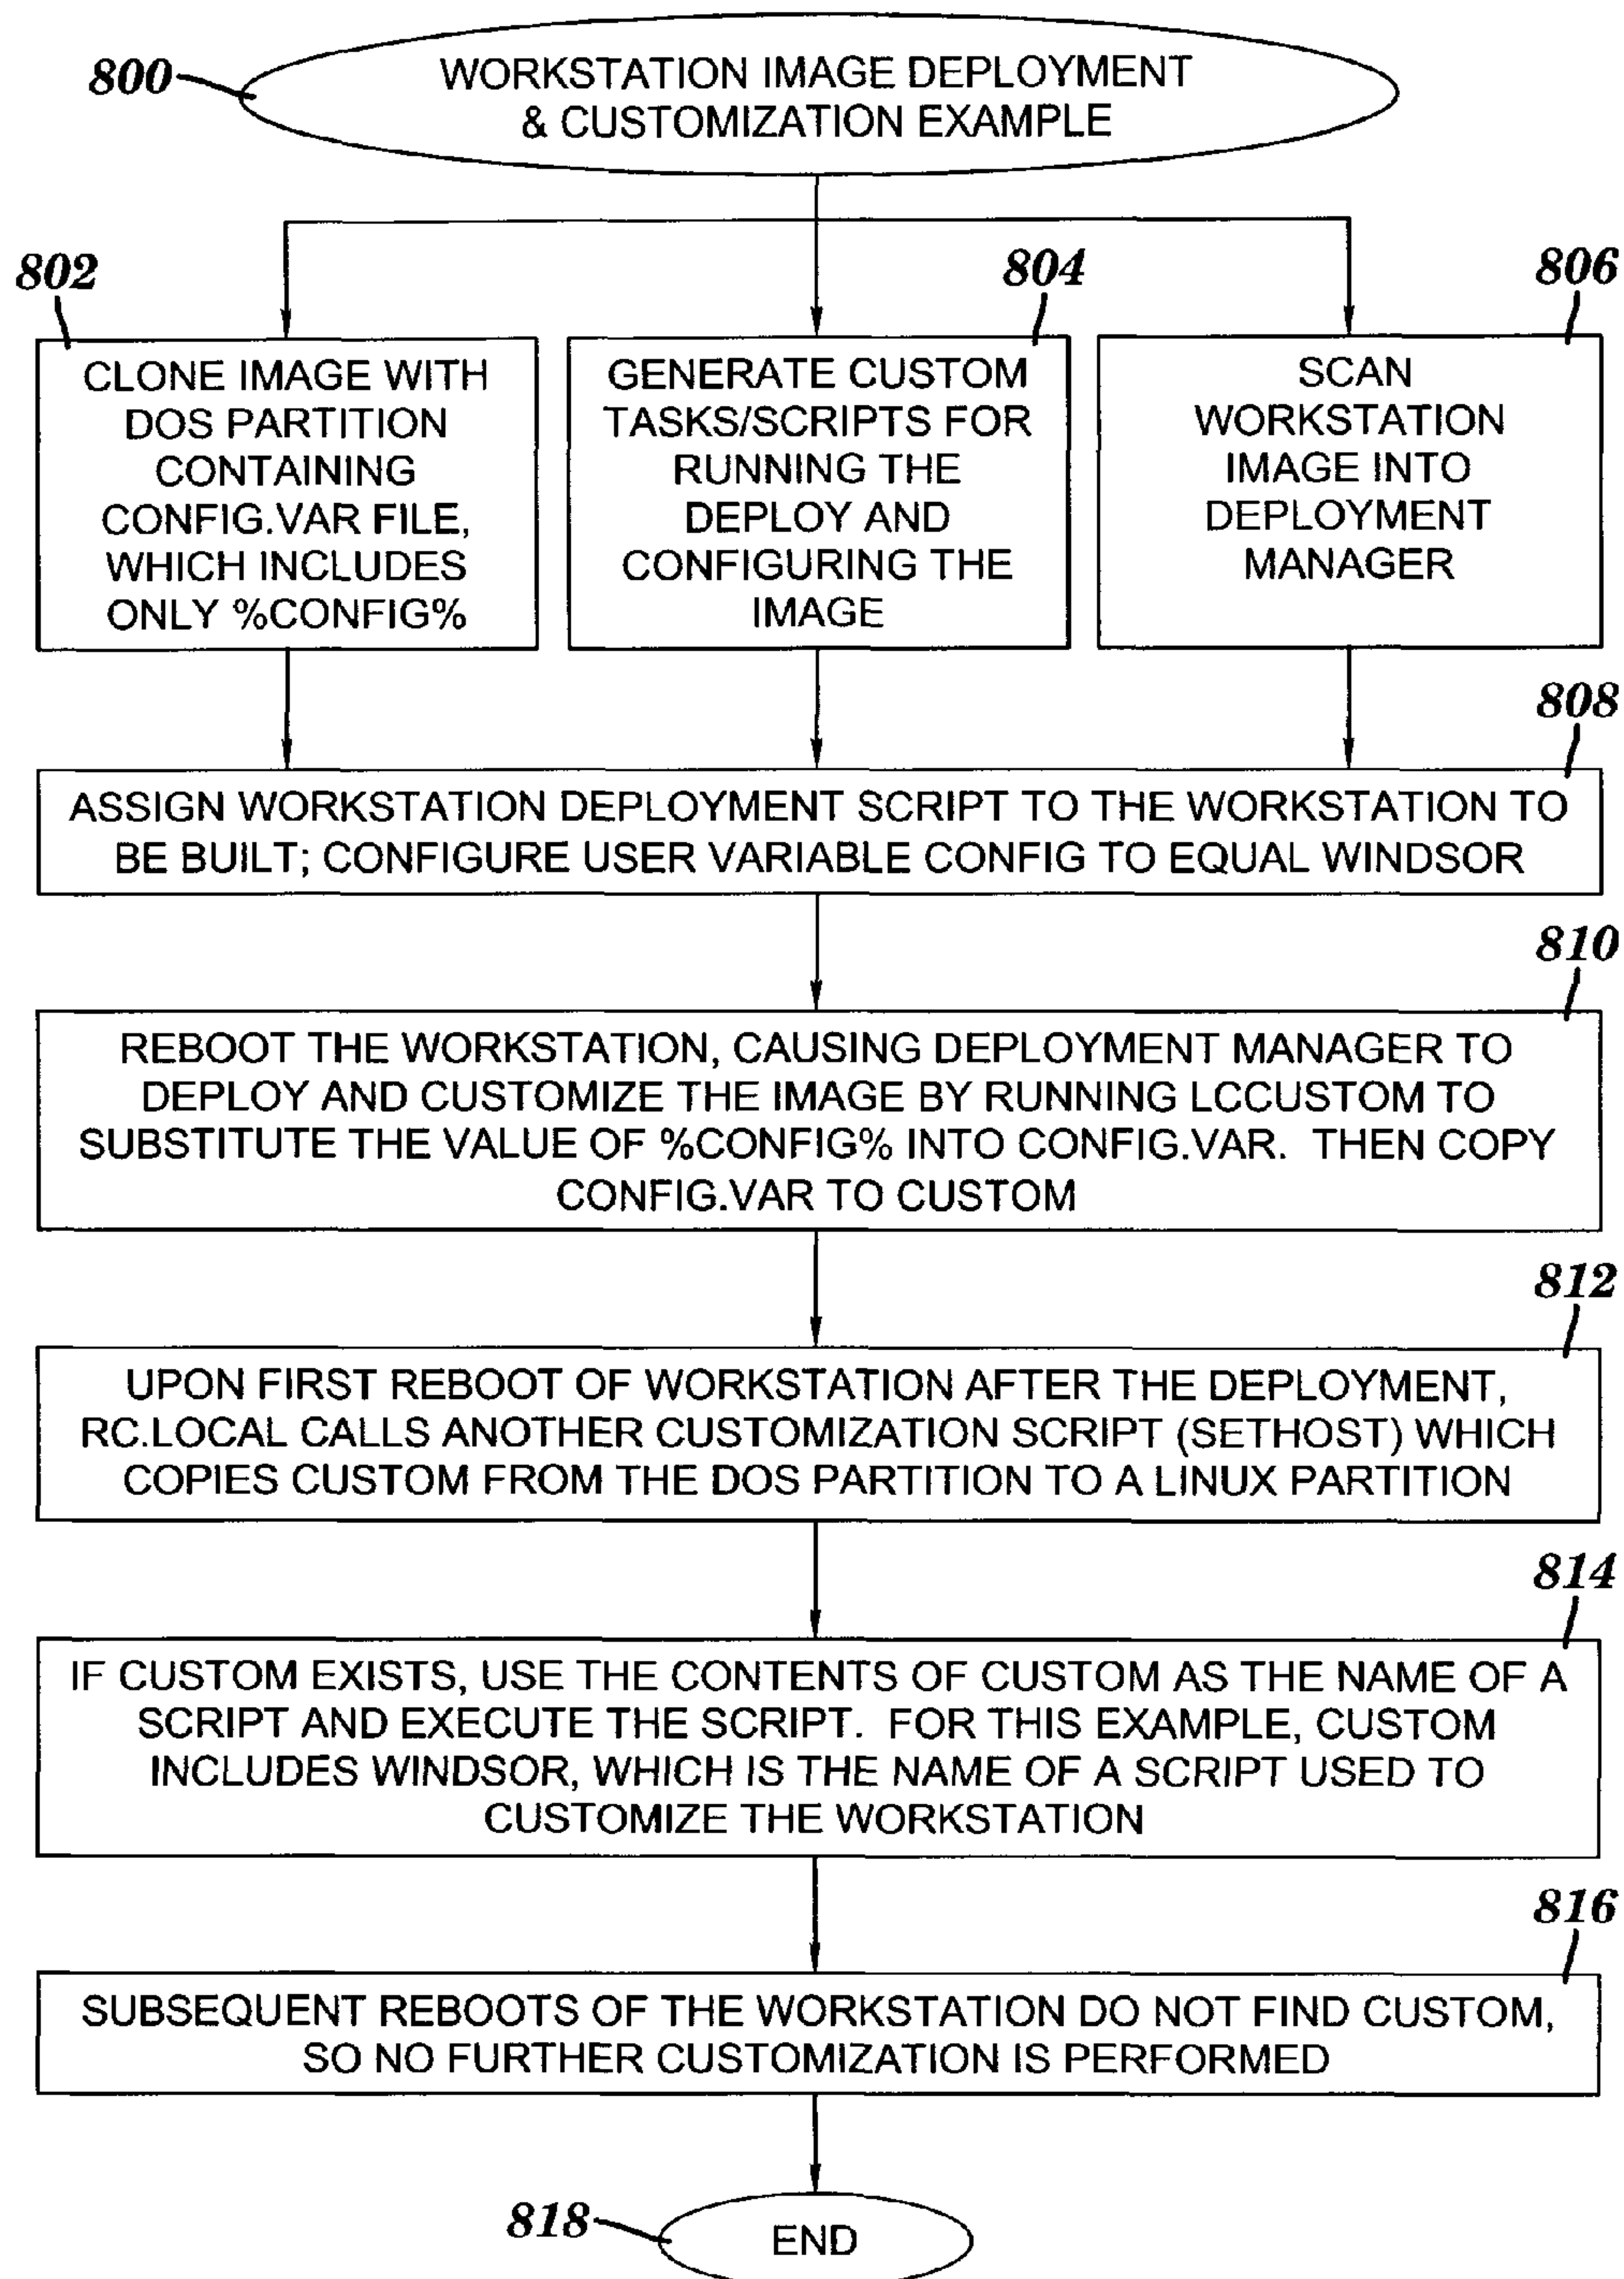 800
WORKSTATION IMAGE DEPLOYMENT
& CUSTOMIZATION EXAMPLE
802
CLONE IMAGE WITH
DOS PARTITION
CONTAINING
CONFIG.VAR FILE,
WHICH INCLUDES
ONLY %CONFIG%
804
GENERATE CUSTOM
TASKS/SCRIPTS FOR
RUNNING THE
DEPLOY AND
CONFIGURING THE
IMAGE
806
SCAN
WORKSTATION
IMAGE INTO
DEPLOYMENT
MANAGER
808
ASSIGN WORKSTATION DEPLOYMENT SCRIPT TO THE WORKSTATION TO
BE BUILT; CONFIGURE USER VARIABLE CONFIG TO EQUAL WINDSOR
810
REBOOT THE WORKSTATION, CAUSING DEPLOYMENT MANAGER TO
DEPLOY AND CUSTOMIZE THE IMAGE BY RUNNING LCCUSTOM TO
SUBSTITUTE THE VALUE OF %CONFIG% INTO CONFIG.VAR. THEN COPY
CONFIG.VAR TO CUSTOM
812
UPON FIRST REBOOT OF WORKSTATION AFTER THE DEPLOYMENT,
RC.LOCAL CALLS ANOTHER CUSTOMIZATION SCRIPT (SETHOST) WHICH
COPIES CUSTOM FROM THE DOS PARTITION TO A LINUX PARTITION
814
IF CUSTOM EXISTS, USE THE CONTENTS OF CUSTOM AS THE NAME OF A
SCRIPT AND EXECUTE THE SCRIPT. FOR THIS EXAMPLE, CUSTOM
INCLUDES WINDSOR, WHICH IS THE NAME OF A SCRIPT USED TO
CUSTOMIZE THE WORKSTATION
816
SUBSEQUENT REBOOTS OF THE WORKSTATION DO NOT FIND CUSTOM,
SO NO FURTHER CUSTOMIZATION IS PERFORMED
818
END